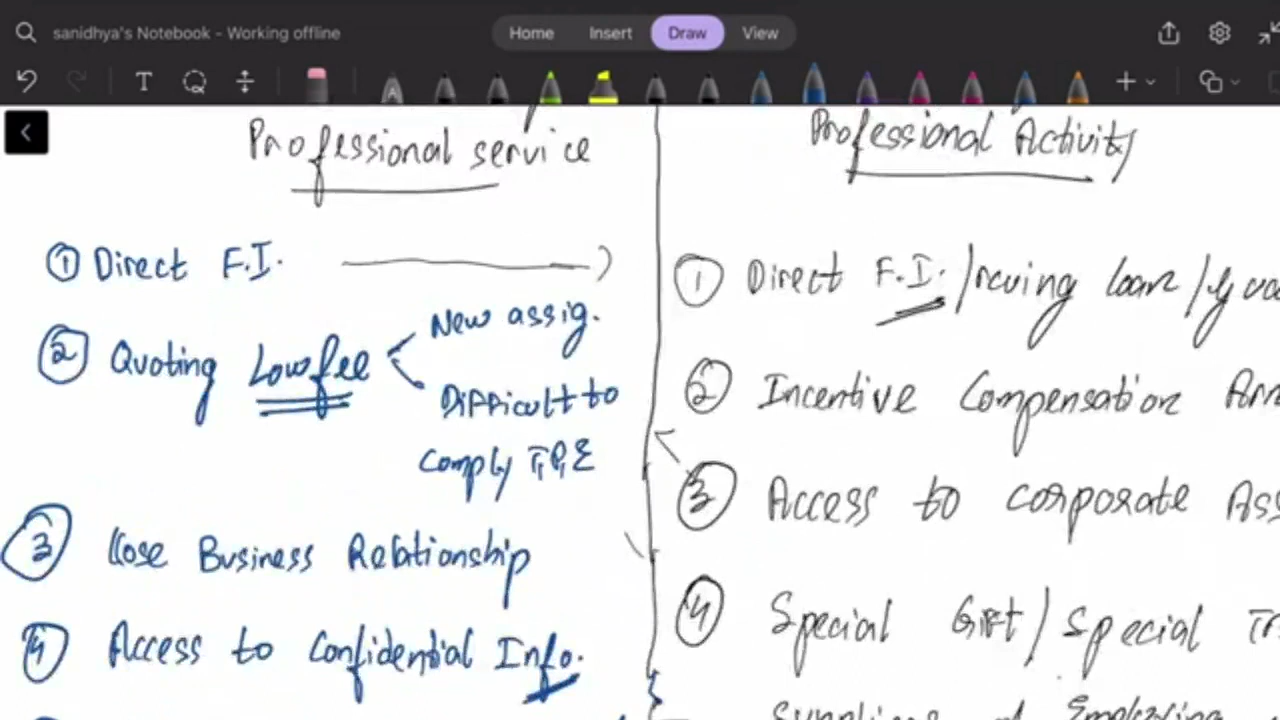 sanidhya's Notebook - Working offline
Home Insert Draw View
T
A
Professional service
① Direct F.I.
② Quoting Low fee
New assig.
Difficult to
Comply
③ Close Business Relationship
④ Access to Confidential Info.
Professional Activity
① Direct F.I. / loan /
② Incentive Compensation
③ Access to corporate
④ Special Gift / Special